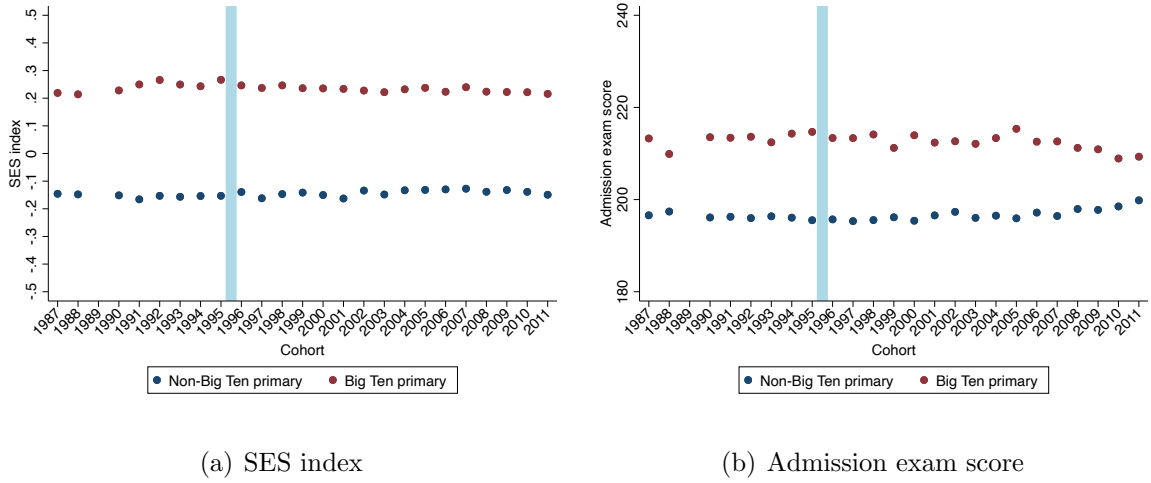 SES index
.5
.4
.3
.2
.1
0
-.1
-.2
-.3
-.4
-.5
1987 1988 1989 1990 1991 1992 1993 1994 1995 1996 1997 1998 1999 2000 2001 2002 2003 2004 2005 2006 2007 2008 2009 2010 2011
Cohort
Non-Big Ten primary Big Ten primary
(a) SES index
Admission exam score
240
220
200
180
1987 1988 1989 1990 1991 1992 1993 1994 1995 1996 1997 1998 1999 2000 2001 2002 2003 2004 2005 2006 2007 2008 2009 2010 2011
Cohort
Non-Big Ten primary Big Ten primary
(b) Admission exam score